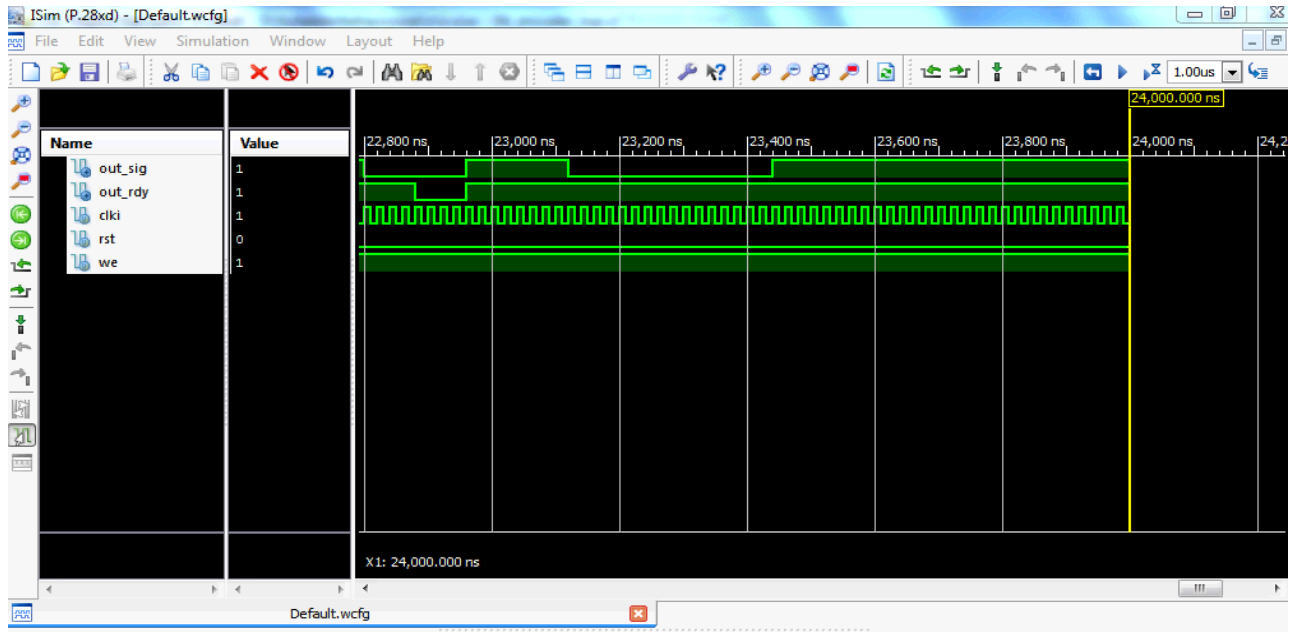 ISim (P.28xd) - [Default.wcfg]
File Edit View Simulation Window Layout Help
1.00us
24,000.000 ns
Name Value
22,800 ns 23,000 ns 23,200 ns 23,400 ns 23,600 ns 23,800 ns 24,000 ns 24,2
out_sig 1
out_rdy 1
clki 1
rst 0
we 1
X1: 24,000.000 ns
Default.wcfg